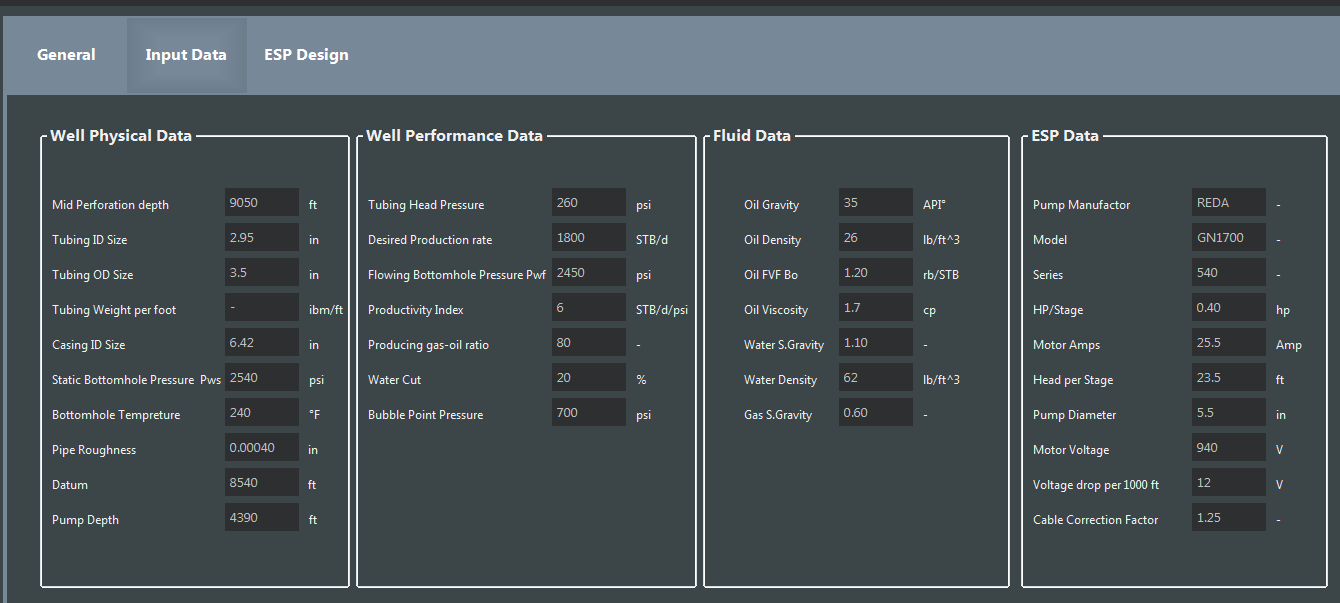 General Input Data ESP Design
Well Physical Data
Mid Perforation depth 9050 ft
Tubing ID Size 2.95 in
Tubing OD Size 3.5 in
Tubing Weight per foot - ibm/ft
Casing ID Size 6.42 in
Static Bottomhole Pressure Pws 2540 psi
Bottomhole Tempreture 240 °F
Pipe Roughness 0.00040 in
Datum 8540 ft
Pump Depth 4390 ft
Well Performance Data
Tubing Head Pressure 260 psi
Desired Production rate 1800 STB/d
Flowing Bottomhole Pressure Pwf 2450 psi
Productivity Index 6 STB/d/psi
Producing gas-oil ratio 80 -
Water Cut 20 %
Bubble Point Pressure 700 psi
Fluid Data
Oil Gravity 35 API°
Oil Density 26 lb/ft^3
Oil FVF Bo 1.20 rb/STB
Oil Viscosity 1.7 cp
Water S.Gravity 1.10 -
Water Density 62 lb/ft^3
Gas S.Gravity 0.60 -
ESP Data
Pump Manufactor REDA -
Model GN1700 -
Series 540 -
HP/Stage 0.40 hp
Motor Amps 25.5 Amp
Head per Stage 23.5 ft
Pump Diameter 5.5 in
Motor Voltage 940 V
Voltage drop per 1000 ft 12 V
Cable Correction Factor 1.25 -